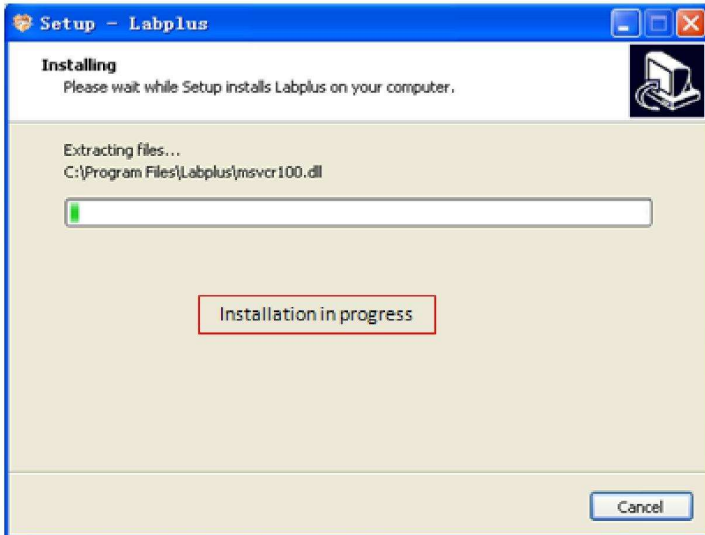 Setup - Labplus
Installing
Please wait while Setup installs Labplus on your computer.
Extracting files...
C:\Program Files\Labplus\msvcr100.dll
Installation in progress
Cancel